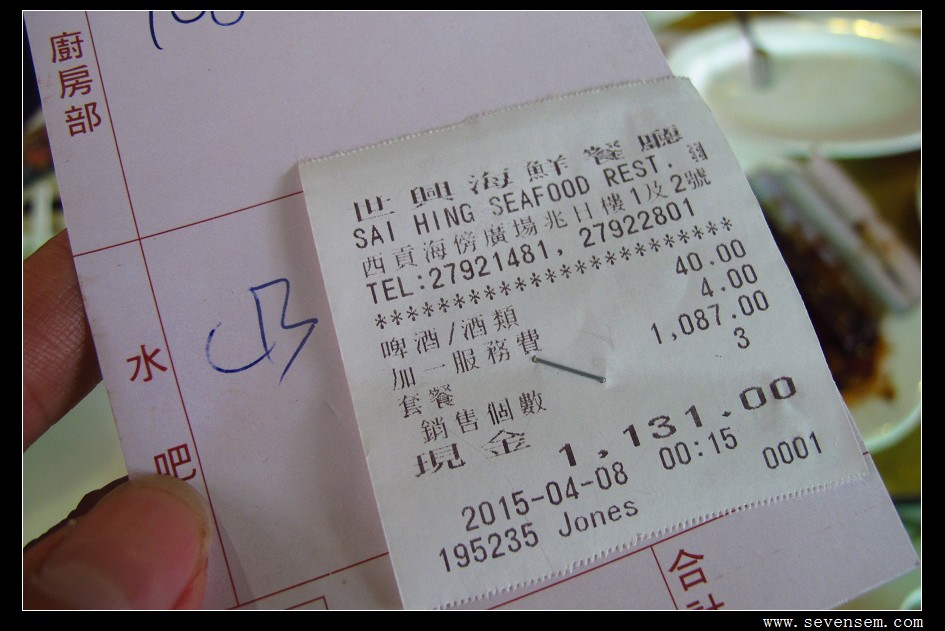 廚房部
世興海鮮餐廳
SAI HING SEAFOOD REST.
西貢海傍廣場兆日樓1及2號
TEL:27921481, 27922801
***********************
啤酒/酒類 40.00
加一服務費 4.00
套餐 1,087.00
銷售個數 3
現金 1,131.00
2015-04-08 00:15
195235 Jones 0001
水吧
合計
www.sevensem.com